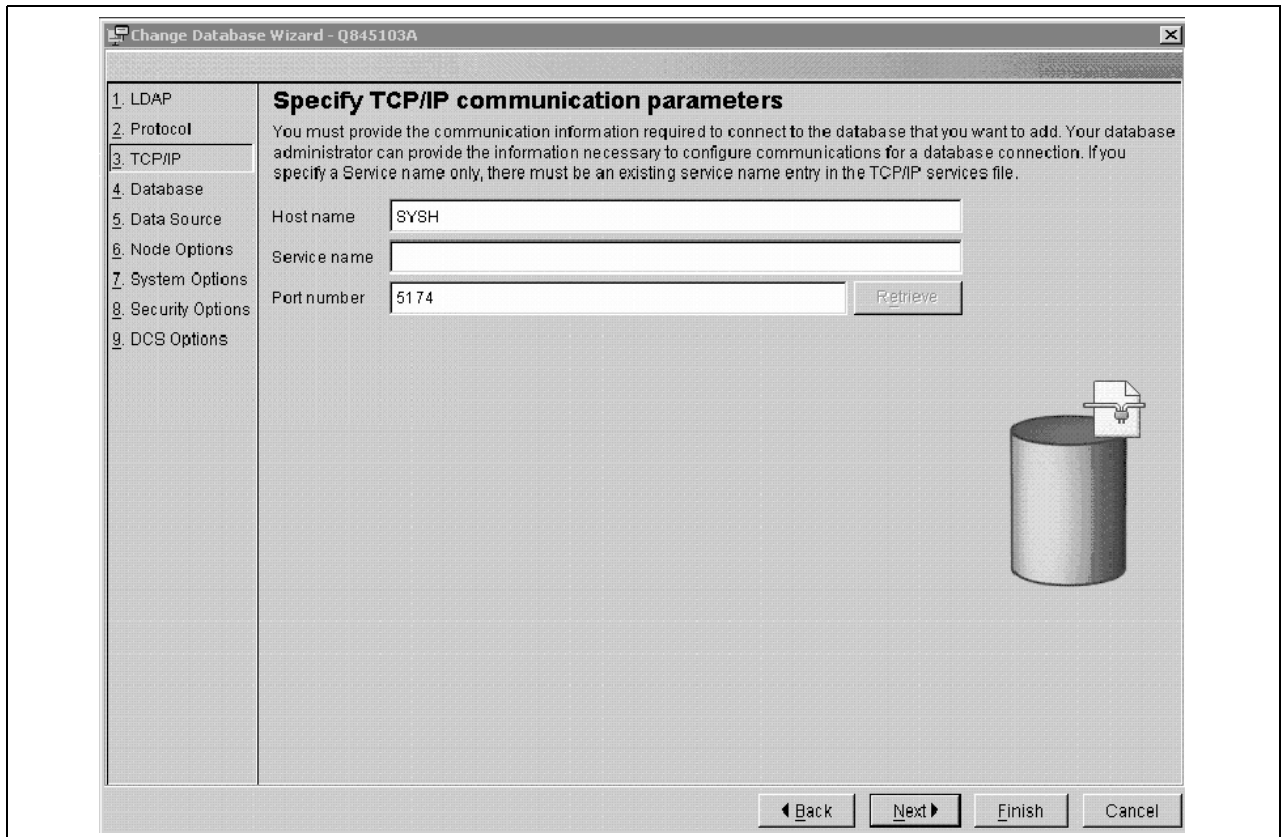 Change Database Wizard - Q845103A
1. LDAP
2. Protocol
3. TCP/IP
4. Database
5. Data Source
6. Node Options
7. System Options
8. Security Options
9. DCS Options
Specify TCP/IP communication parameters
You must provide the communication information required to connect to the database that you want to add. Your database
administrator can provide the information necessary to configure communications for a database connection. If you
specify a Service name only, there must be an existing service name entry in the TCP/IP services file.
Host name SYSH
Service name
Port number 5174 Retrieve
Back Next Finish Cancel